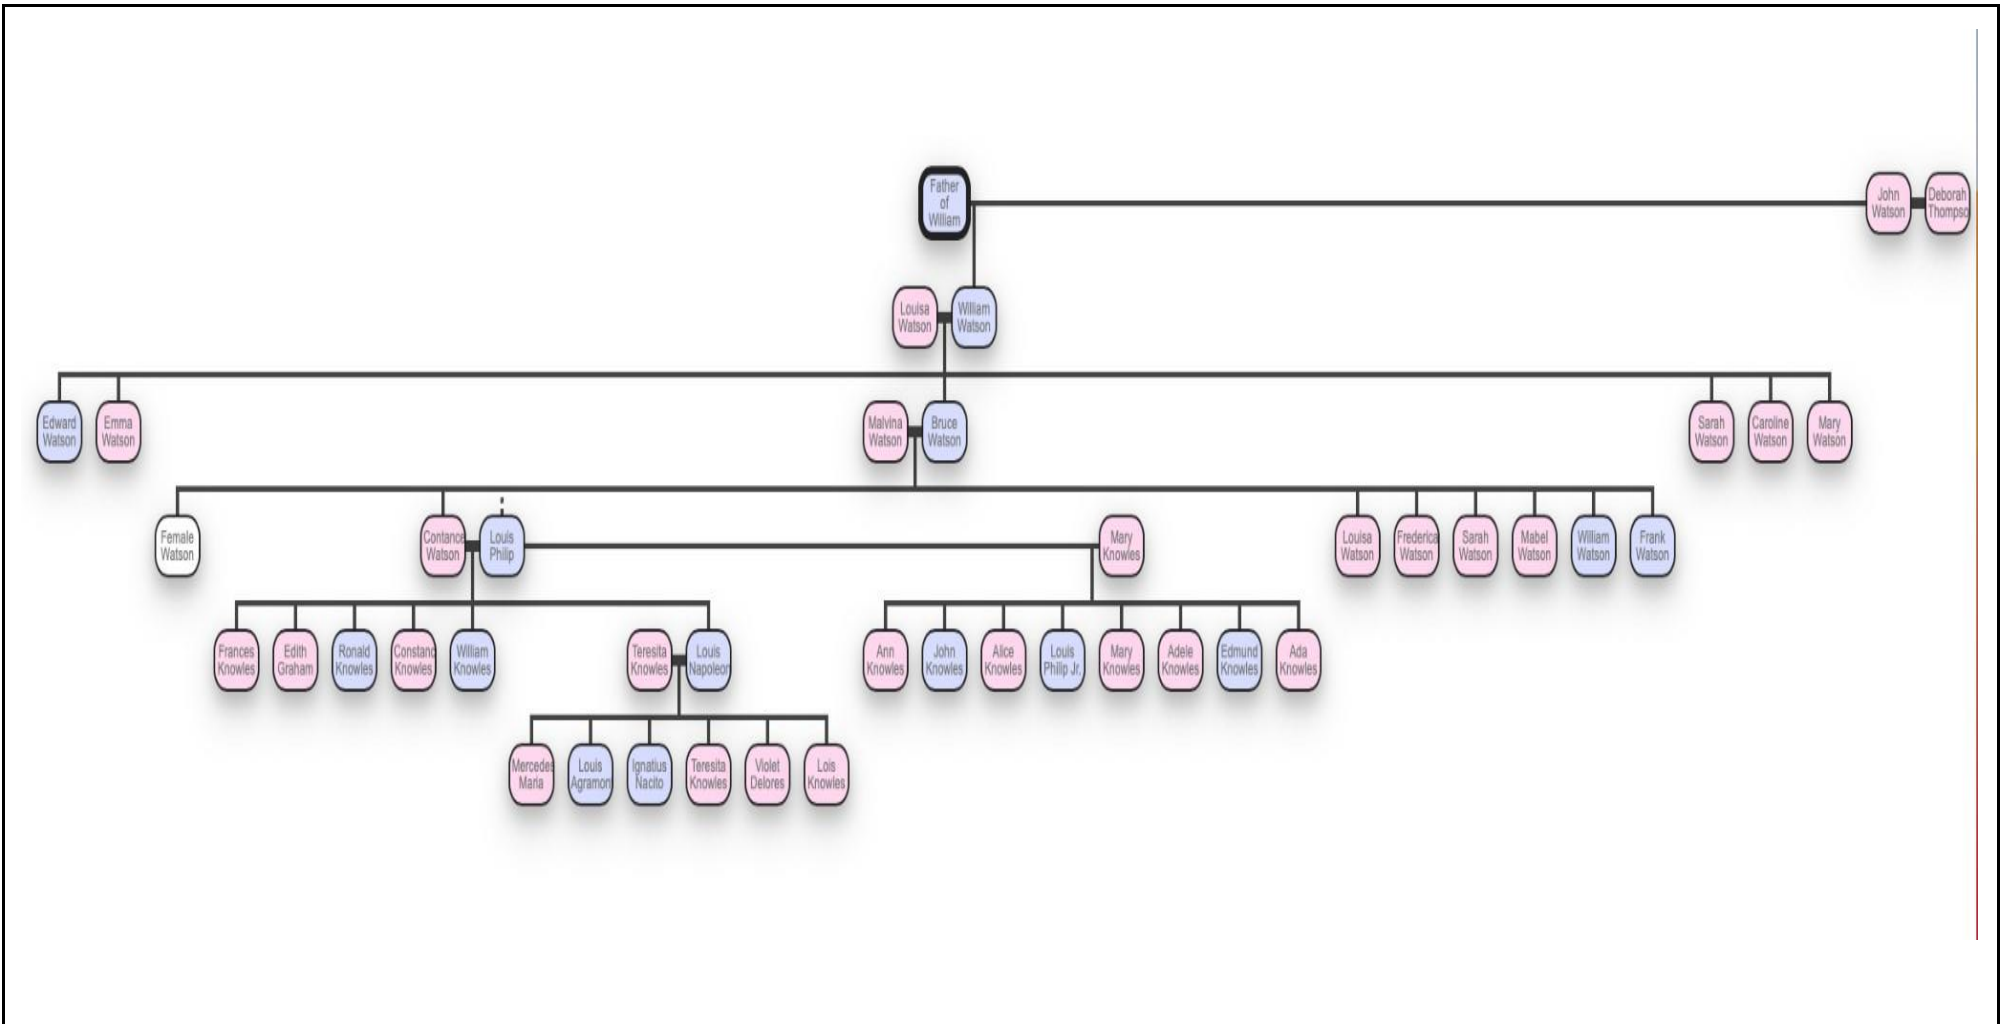 Father
of
William
John
Watson
Deborah
Thompso
Louisa
Watson
William
Watson
Edward
Watson
Emma
Watson
Malvina
Watson
Bruce
Watson
Sarah
Watson
Caroline
Watson
Mary
Watson
Female
Watson
Contance
Watson
Louis
Philip
Mary
Knowles
Louisa
Watson
Frederica
Watson
Sarah
Watson
Mabel
Watson
William
Watson
Frank
Watson
Frances
Knowles
Edith
Graham
Ronald
Knowles
Constanc
Knowles
William
Knowles
Teresita
Knowles
Louis
Napoleon
Ann
Knowles
John
Knowles
Alice
Knowles
Louis
Philip Jr.
Mary
Knowles
Adele
Knowles
Edmund
Knowles
Ada
Knowles
Mercedes
Maria
Louis
Agramon
Ignatius
Nacito
Teresita
Knowles
Violet
Delores
Lois
Knowles